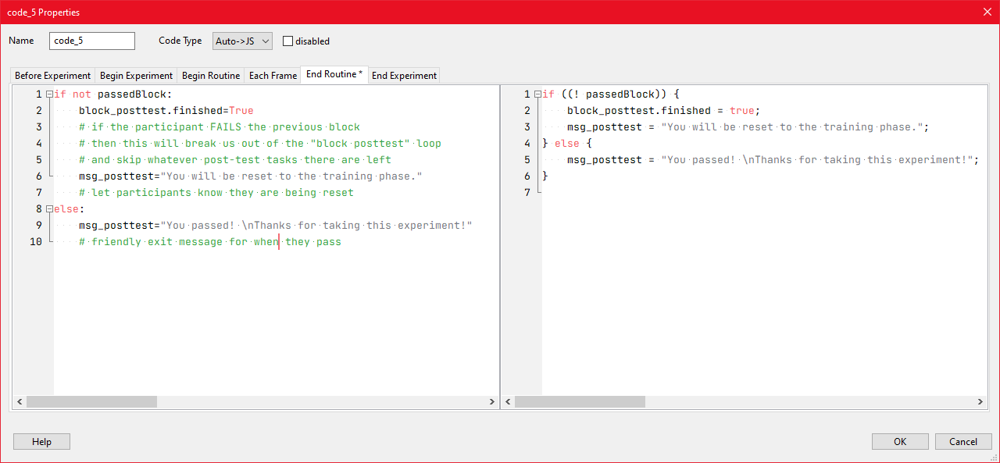 code_5 Properties
Name code_5 Code Type Auto->JS disabled
Before Experiment Begin Experiment Begin Routine Each Frame End Routine * End Experiment
1 if not passedBlock:
2 block_posttest.finished=True
3 # if the participant FAILS the previous block
4 # then this will break us out of the "block posttest" loop
5 # and skip whatever post-test tasks there are left
6 msg_posttest="You will be reset to the training phase."
7 # let participants know they are being reset
8 else:
9 msg_posttest="You passed! \nThanks for taking this experiment!"
10 # friendly exit message for when they pass
1 if ((! passedBlock)) {
2 block_posttest.finished = true;
3 msg_posttest = "You will be reset to the training phase.";
4 } else {
5 msg_posttest = "You passed! \nThanks for taking this experiment!";
6 }
7
Help OK Cancel